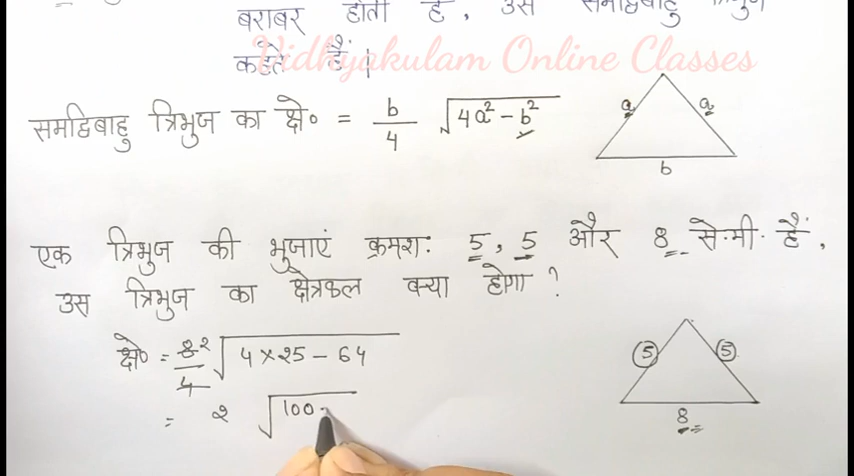 बराबर होती है, उस समद्विबाहु त्रिभुज
कहते हैं।
Vidhyakulam Online Classes
समद्विबाहु त्रिभुज का क्षे० = b/4 √(4a² − b²)
a a
b
एक त्रिभुज की भुजाएं क्रमश: 5, 5 और 8 से.मी. हैं,
उस त्रिभुज का क्षेत्रफल क्या होगा ?
क्षे० = 8/4 2 √(4×25 − 64
5 5
= 2 √100 -
8